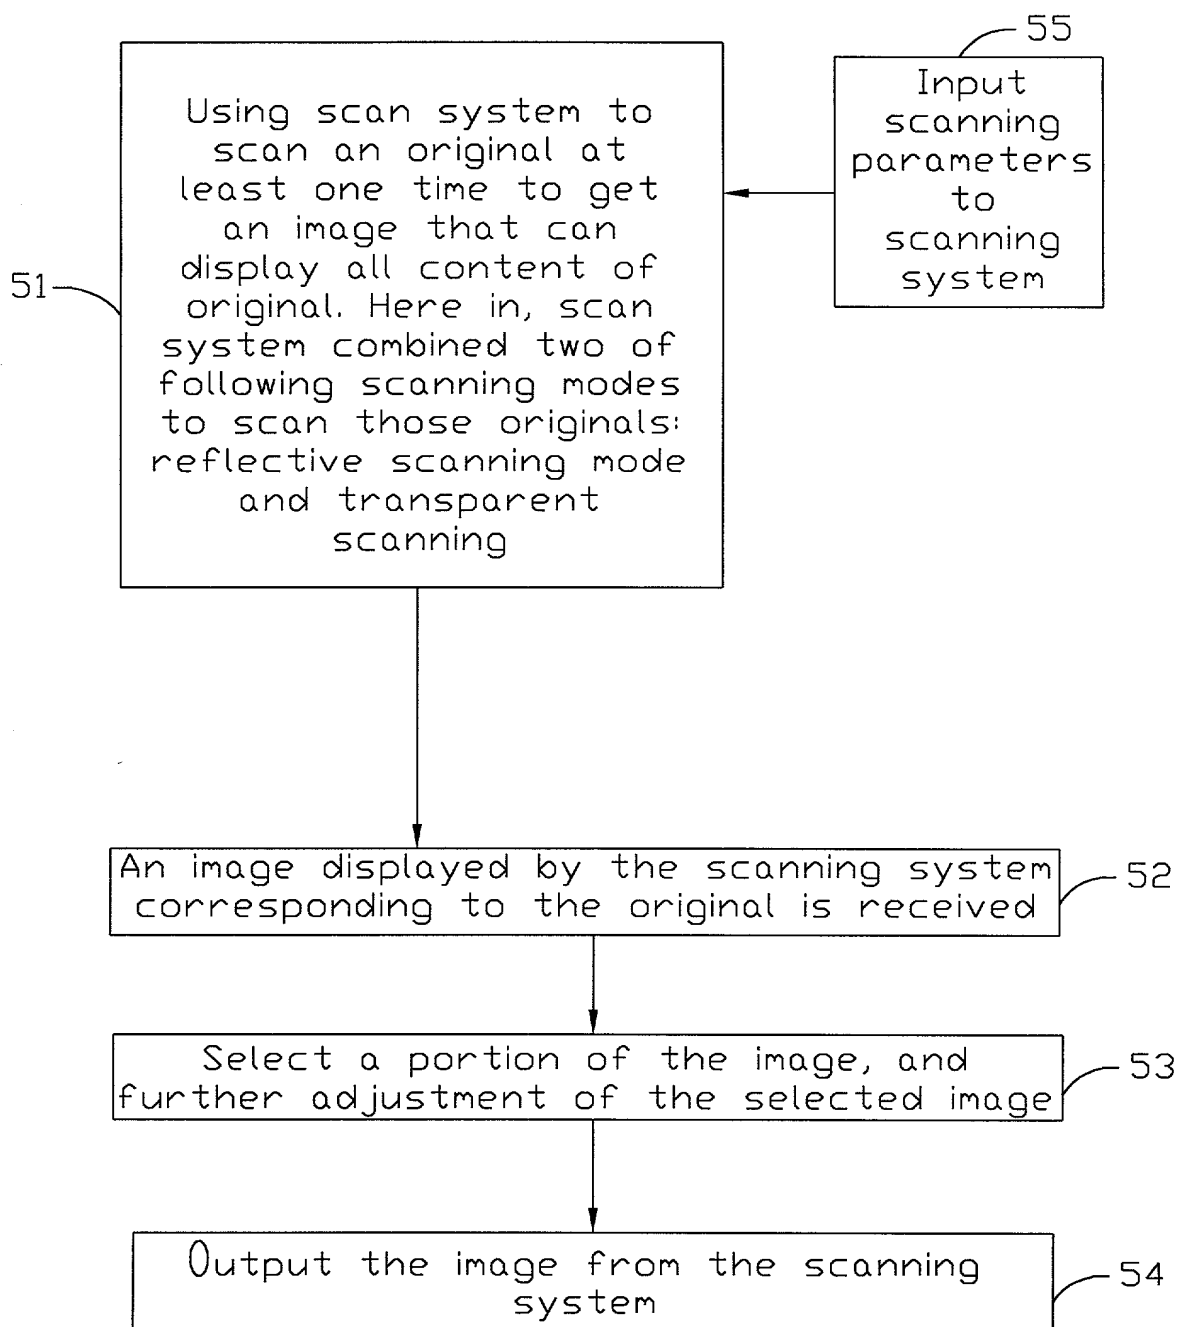 55
Input
scanning
parameters
to
scanning
system
51
Using scan system to
scan an original at
least one time to get
an image that can
display all content of
original. Here in, scan
system combined two of
following scanning modes
to scan those originals:
reflective scanning mode
and transparent
scanning
An image displayed by the scanning system
corresponding to the original is received
52
Select a portion of the image, and
further adjustment of the selected image
53
Output the image from the scanning
system
54